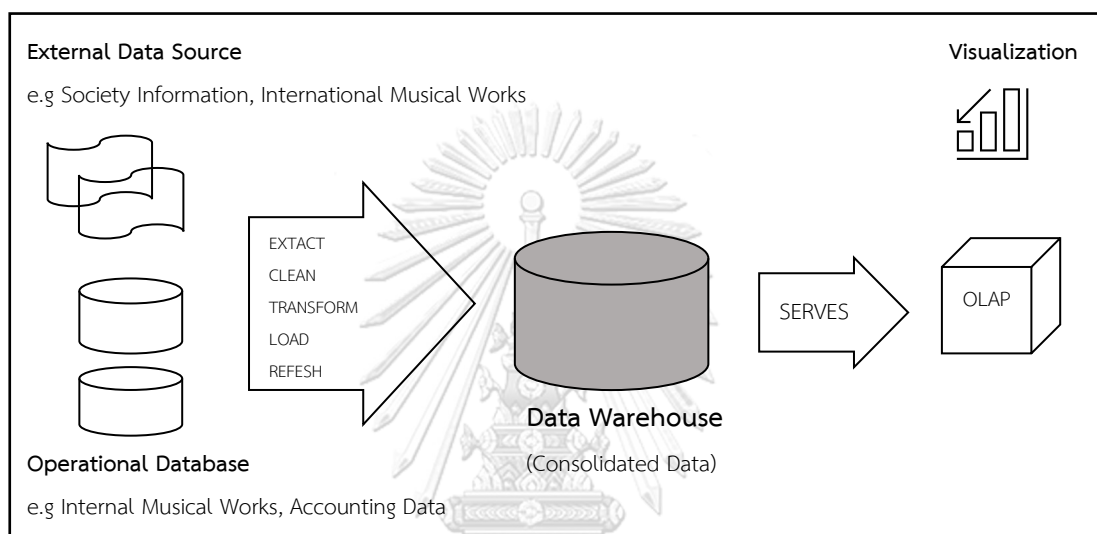 External Data Source
e.g Society Information, International Musical Works
Visualization
EXTACT
CLEAN
TRANSFORM
LOAD
REFESH
SERVES
OLAP
Data Warehouse
(Consolidated Data)
Operational Database
e.g Internal Musical Works, Accounting Data